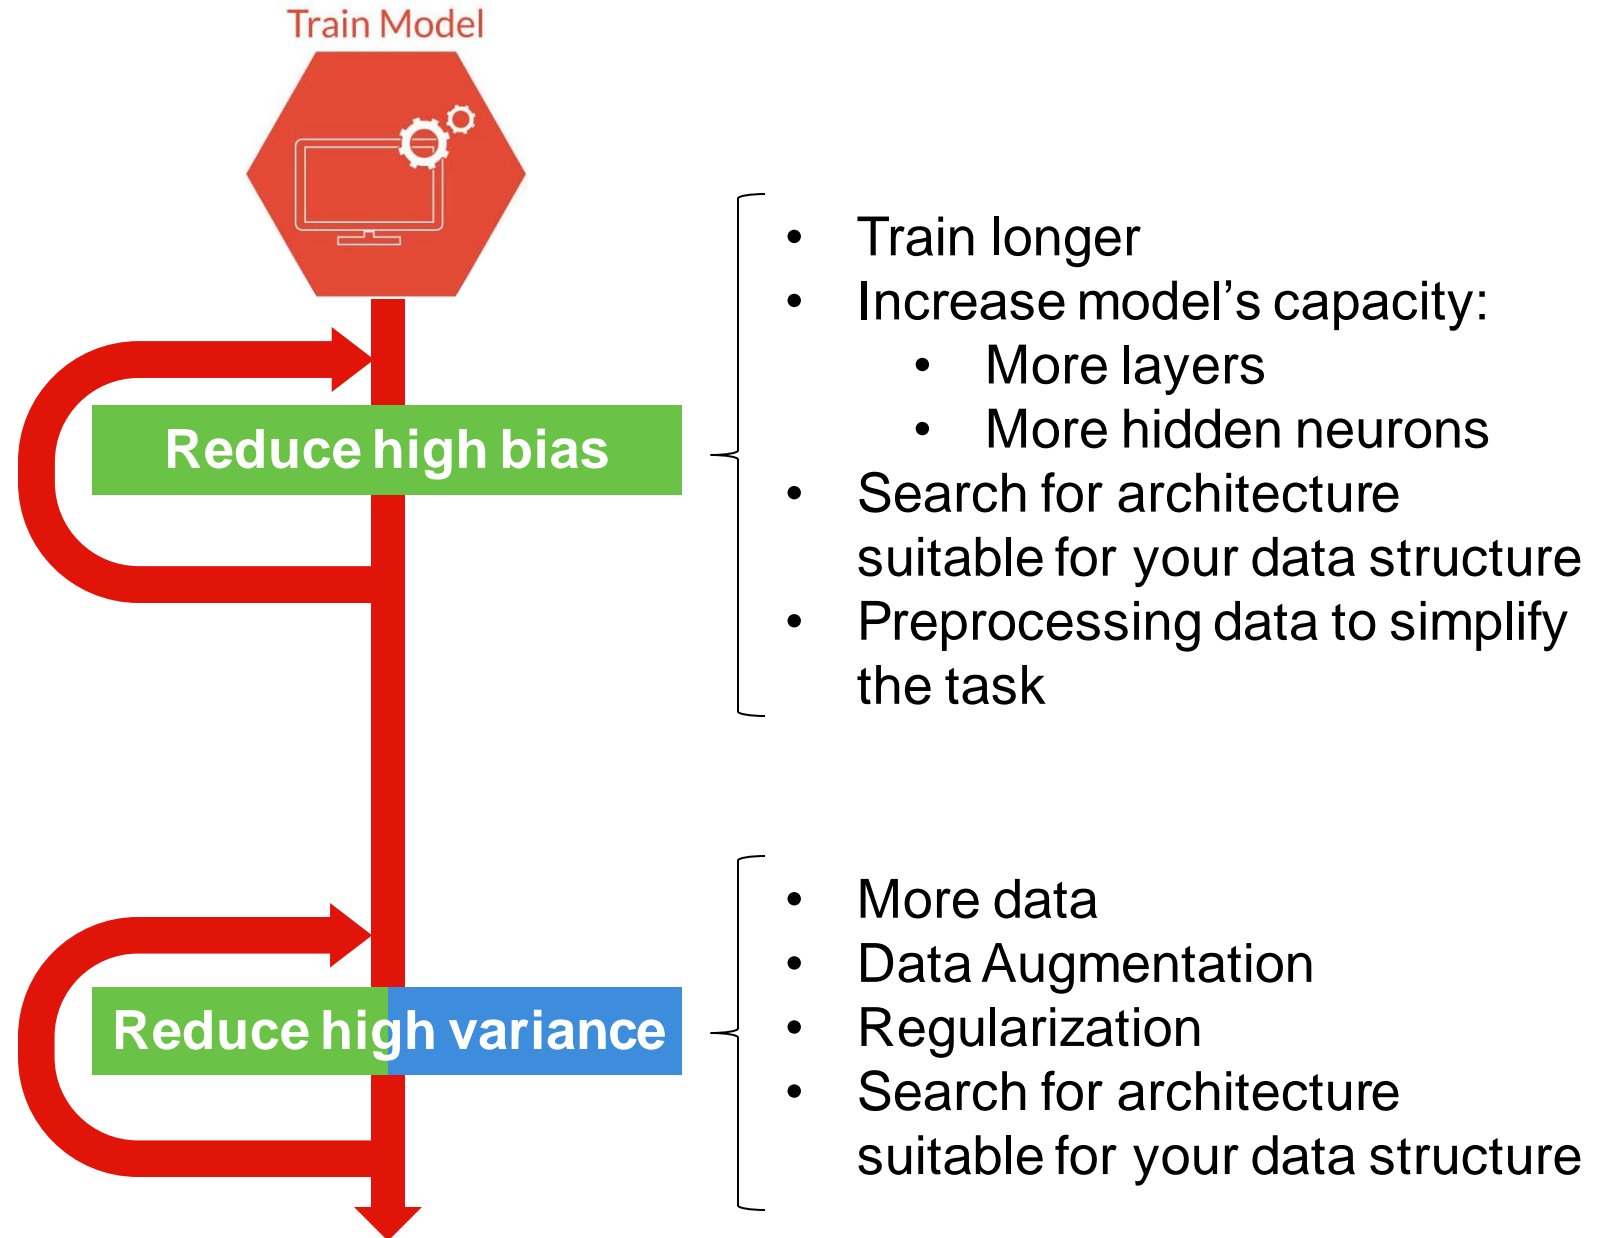 Train Model
Reduce high bias
• Train longer
• Increase model’s capacity:
• More layers
• More hidden neurons
• Search for architecture
suitable for your data structure
• Preprocessing data to simplify
the task
Reduce high variance
• More data
• Data Augmentation
• Regularization
• Search for architecture
suitable for your data structure